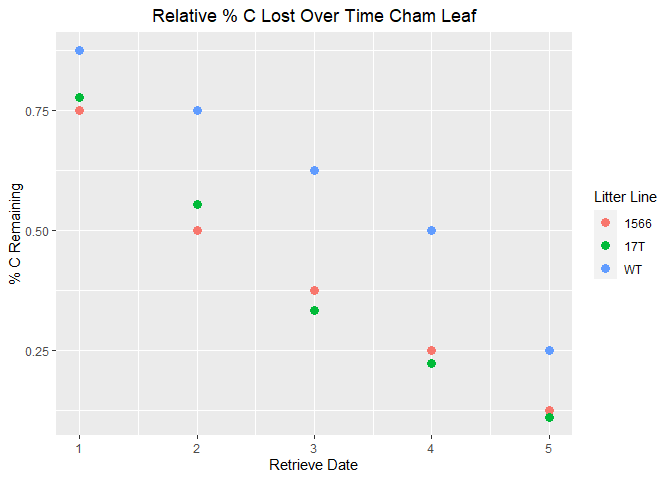 Relative % C Lost Over Time Cham Leaf
% C Remaining
0.75
0.50
0.25
1
2
3
4
5
Retrieve Date
Litter Line
1566
17T
WT